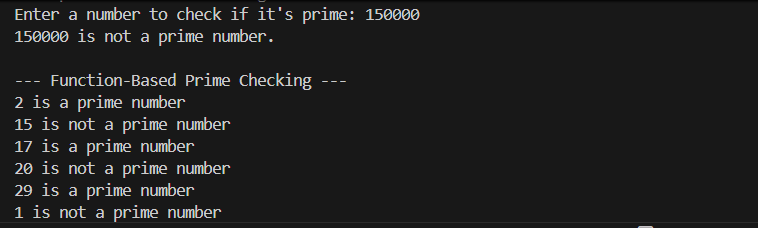 Enter a number to check if it's prime: 150000
150000 is not a prime number.
--- Function-Based Prime Checking ---
2 is a prime number
15 is not a prime number
17 is a prime number
20 is not a prime number
29 is a prime number
1 is not a prime number